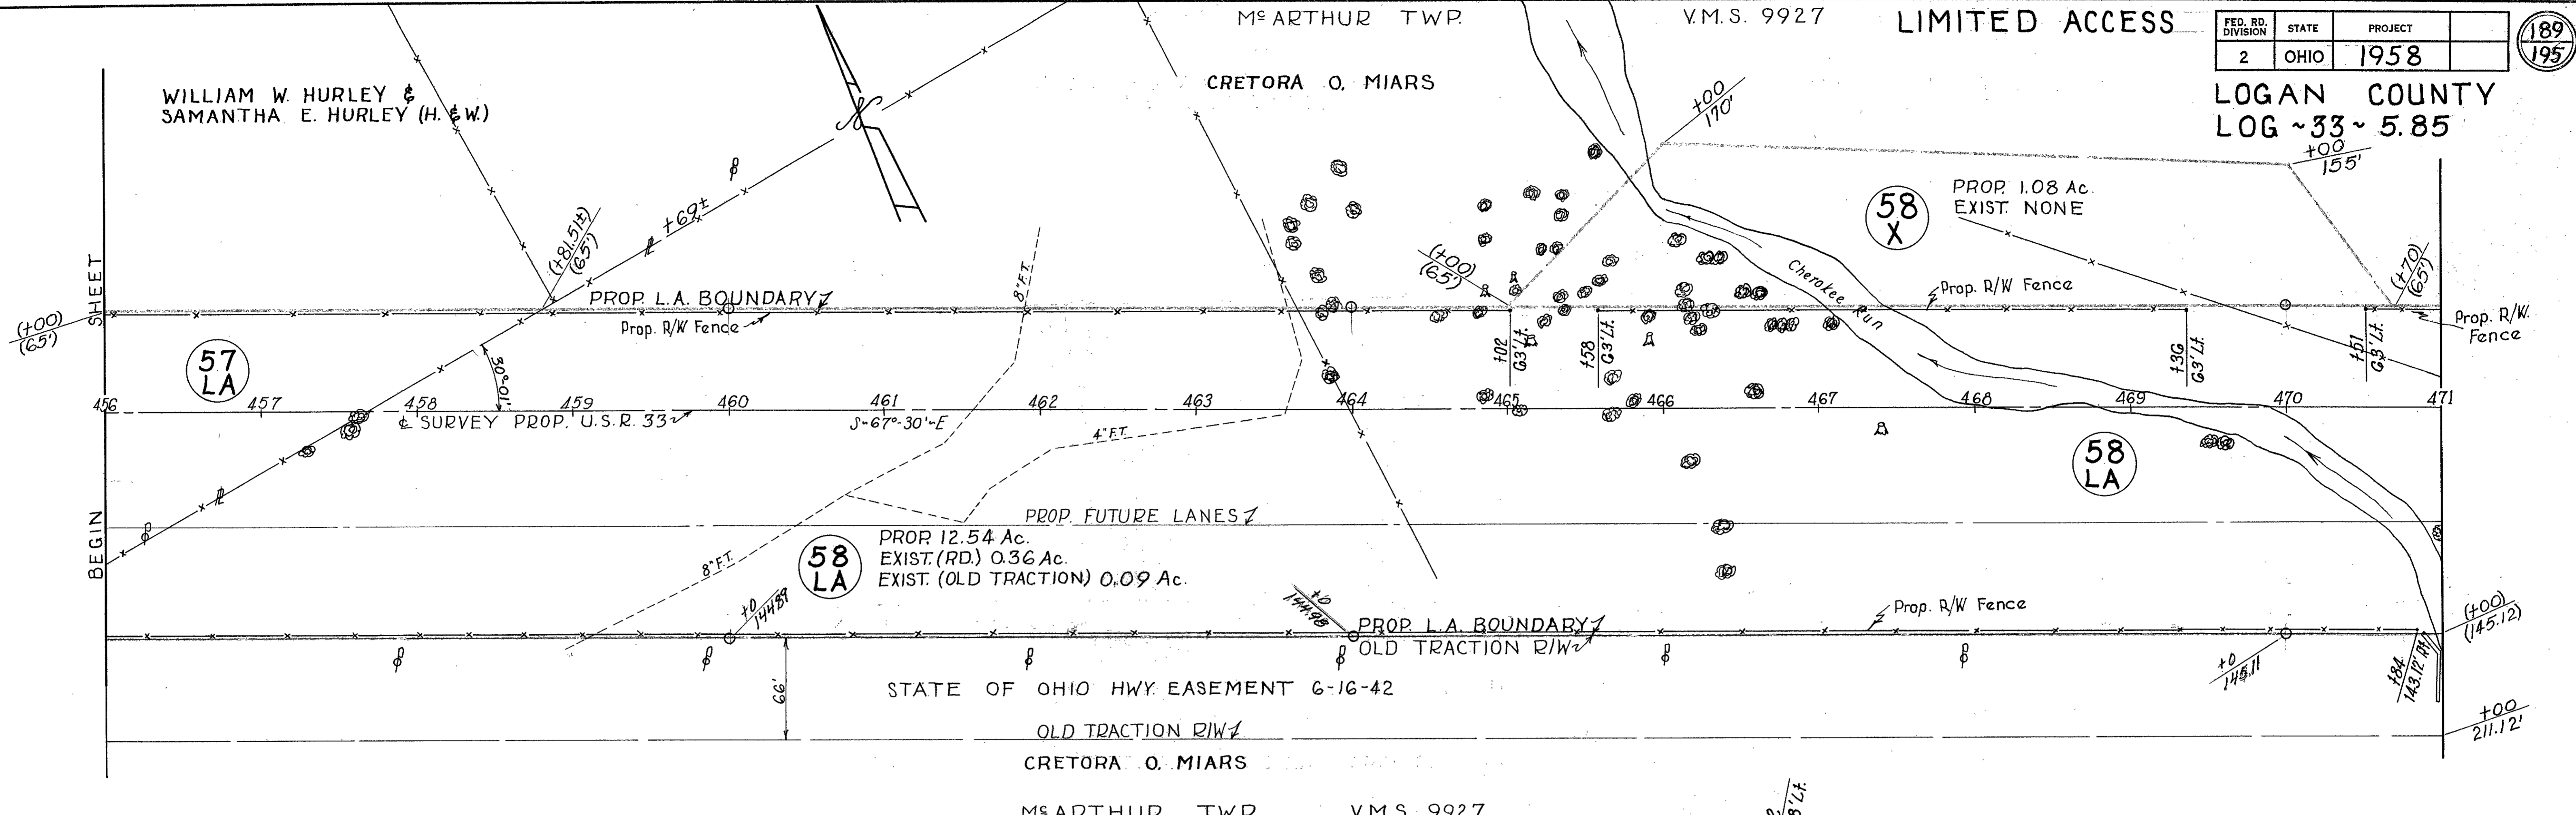 McARTHUR TWP.
V.M.S. 9927
LIMITED ACCESS
FED. RD. DIVISION
STATE
PROJECT
2
OHIO
1958
189
195
LOGAN COUNTY
LOG ~33~ 5.85
WILLIAM W. HURLEY &
SAMANTHA E. HURLEY (H. & W.)
CRETORA O. MIARS
+00
170'
+00
155'
58
X
PROP. 1.08 Ac.
EXIST. NONE
(+81.51±)
(65')
+69±
8" F.T.
(+00)
(65')
(+70)
(65')
Cherokee Run
SHEET
(+00)
(65')
PROP. L.A. BOUNDARY
Prop. R/W Fence
Prop. R/W Fence
Prop. R/W.
Fence
57
LA
30°-01'
+02
63' Lt.
+58
63' Lt.
+36
63' Lt.
+51
63' Lt.
456
457
458
459
460
461
462
463
464
465
466
467
468
469
470
471
℄ SURVEY PROP. U.S.R. 33
S~67°-30'~E
4" F.T.
58
LA
BEGIN
PROP. FUTURE LANES
58
LA
PROP. 12.54 Ac.
EXIST. (RD.) 0.36 Ac.
EXIST. (OLD TRACTION) 0.09 Ac.
8" F.T.
+0
144.89
+0
144.98
Prop. R/W Fence
PROP. L.A. BOUNDARY
OLD TRACTION R/W
(+00)
(145.12)
+0
145.11
+84
143.12' Rt.
66'
STATE OF OHIO HWY. EASEMENT 6-16-42
OLD TRACTION R/W
+00
211.12'
CRETORA O. MIARS
McARTHUR TWP.
V.M.S. 9927